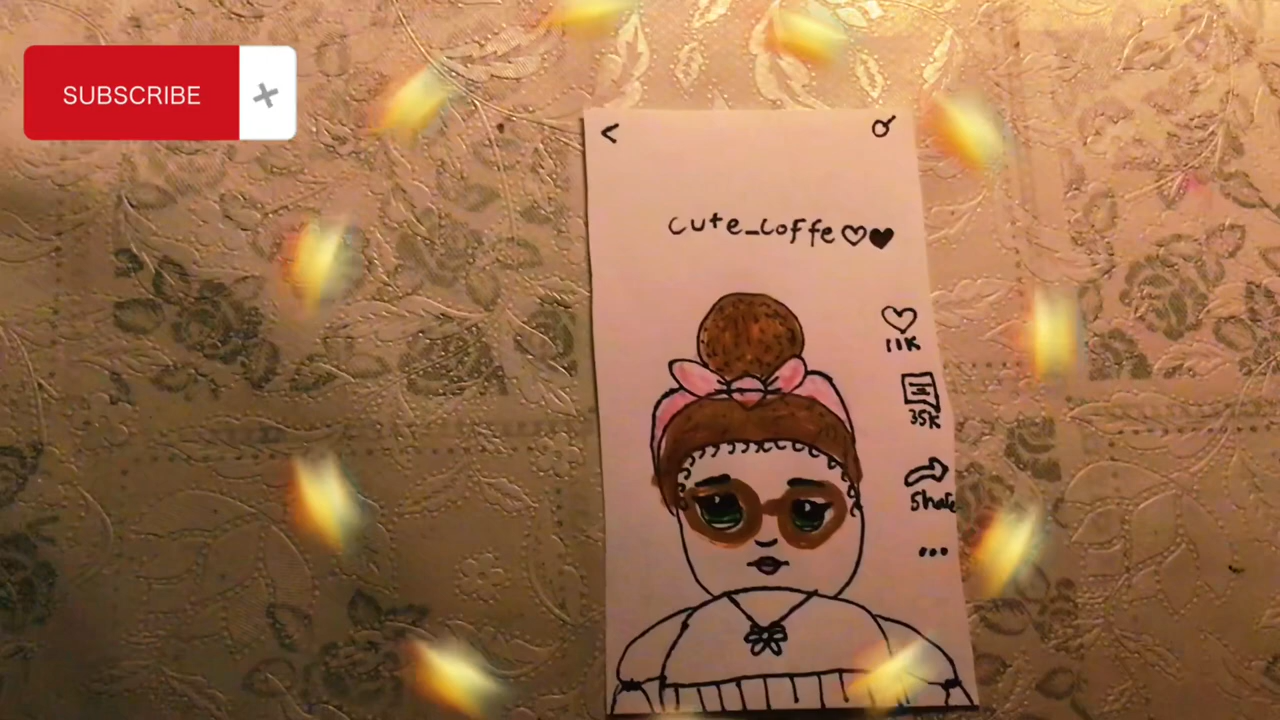 SUBSCRIBE
cute_coffe♡♥
11K
35K
Share